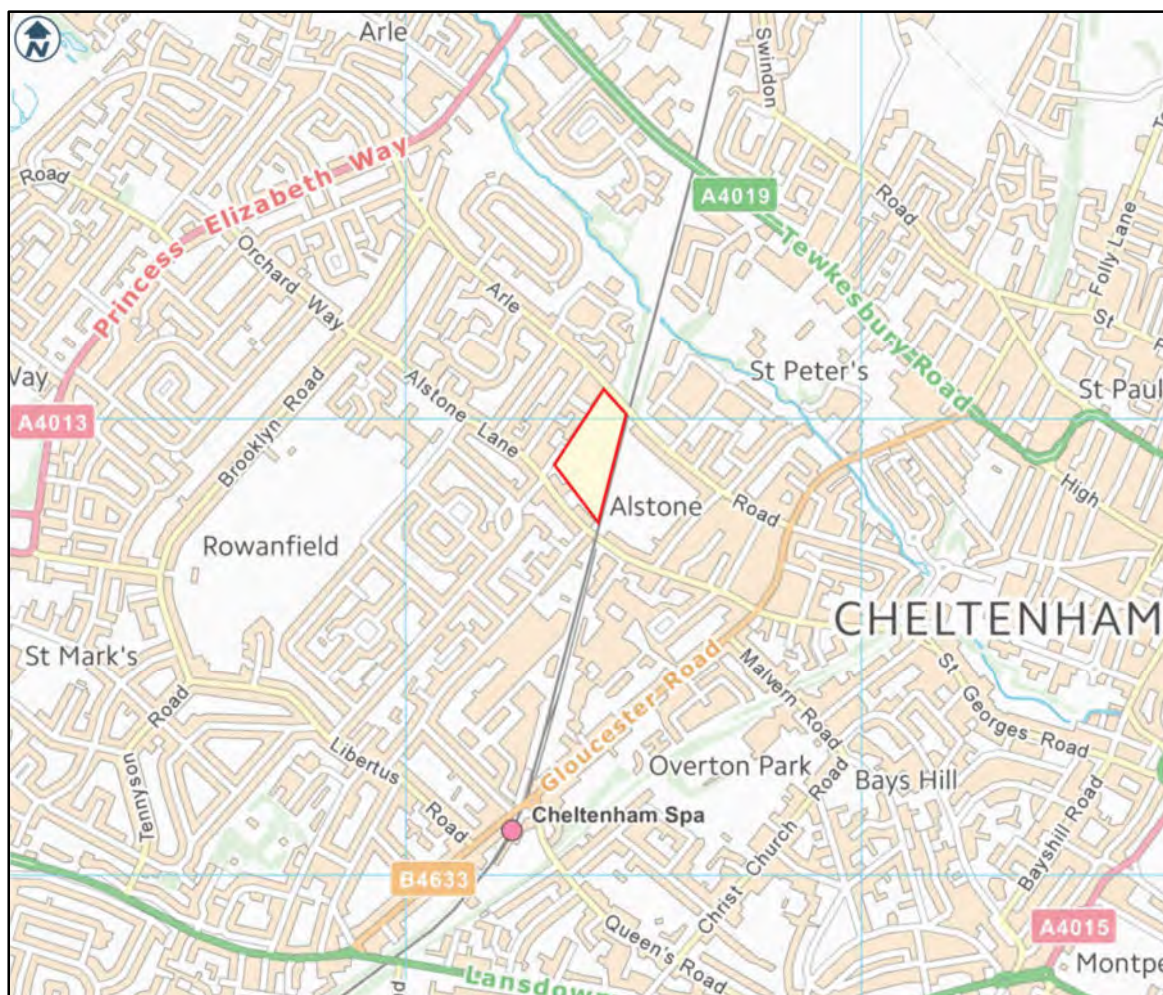 N
Arle
Swindon
Road
A4019
Tewkesbury Road
Princess Elizabeth Way
Road
Orchard Way
Folly Lane
St
Arle
Road
Alstone Lane
Brooklyn Road
St Peter's
St Paul
Way
A4013
High
Alstone
Rowanfield
CHELTENHAM
St Mark's
Gloucester Road
Malvern Road
St Georges Road
Tennyson
Road
Libertus
Road
Overton Park
Bays Hill
Cheltenham Spa
Christ Church Road
Bayshill Road
B4633
Queen's Road
A4015
Montpe
Lansdow